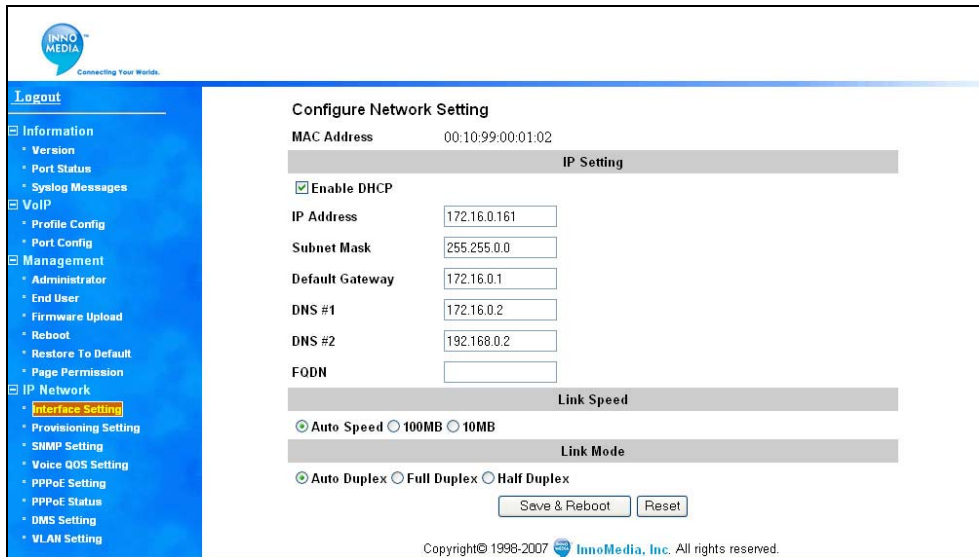 INNO
MEDIA
™
Connecting Your Worlds.
Logout
Information
Version
Port Status
Syslog Messages
VoIP
Profile Config
Port Config
Management
Administrator
End User
Firmware Upload
Reboot
Restore To Default
Page Permission
IP Network
Interface Setting
Provisioning Setting
SNMP Setting
Voice QOS Setting
PPPoE Setting
PPPoE Status
DMS Setting
VLAN Setting
Configure Network Setting
MAC Address 00:10:99:00:01:02
IP Setting
Enable DHCP
IP Address 172.16.0.161
Subnet Mask 255.255.0.0
Default Gateway 172.16.0.1
DNS #1 172.16.0.2
DNS #2 192.168.0.2
FQDN
Link Speed
Auto Speed 100MB 10MB
Link Mode
Auto Duplex Full Duplex Half Duplex
Save & Reboot Reset
Copyright© 1998-2007 InnoMedia, Inc. All rights reserved.